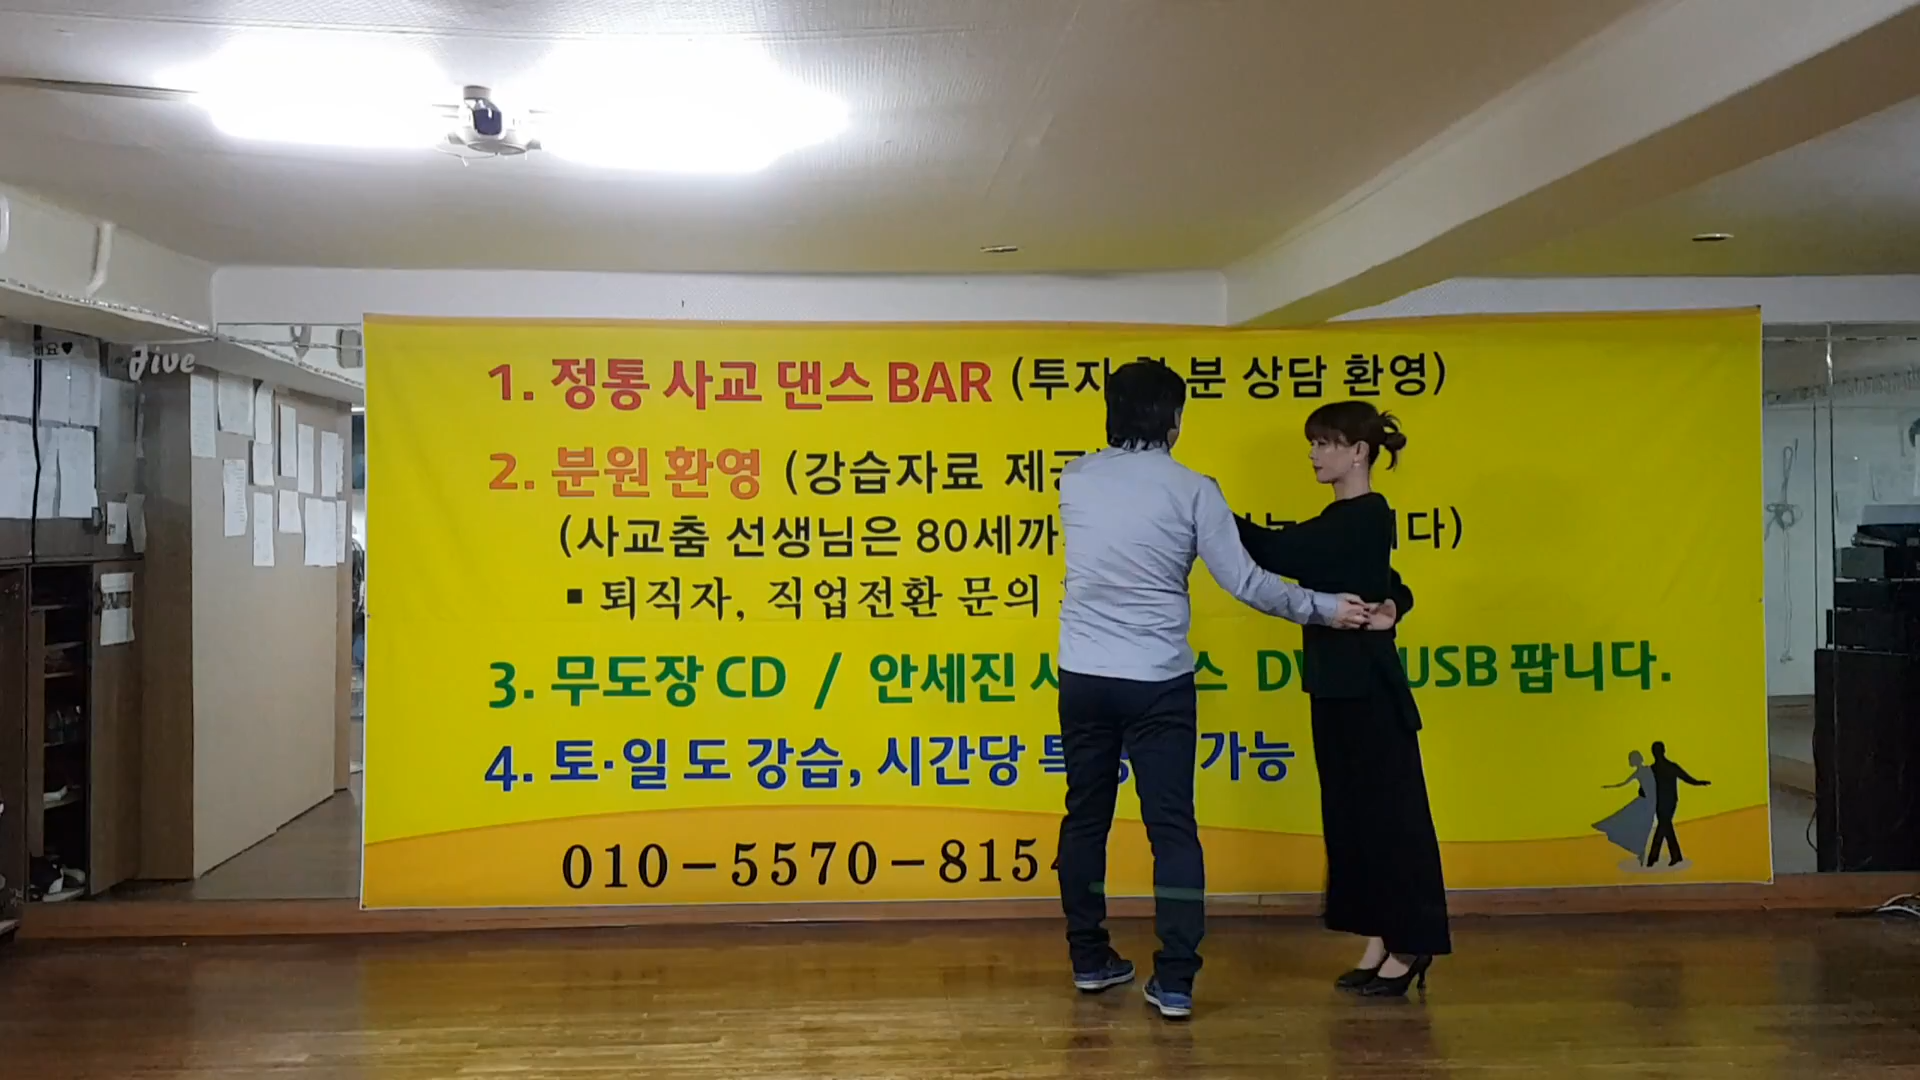 Jive
1. 정통 사교 댄스 BAR (투자 분 상담 환영)
2. 분원 환영 (강습자료
(사교춤 선생님은 80세까
▪ 퇴직자, 직업전환 문의
3. 무도장 CD / 안세진 USB 팝니다.
4. 토·일 도 강습, 시간당 가능
010-5570-815